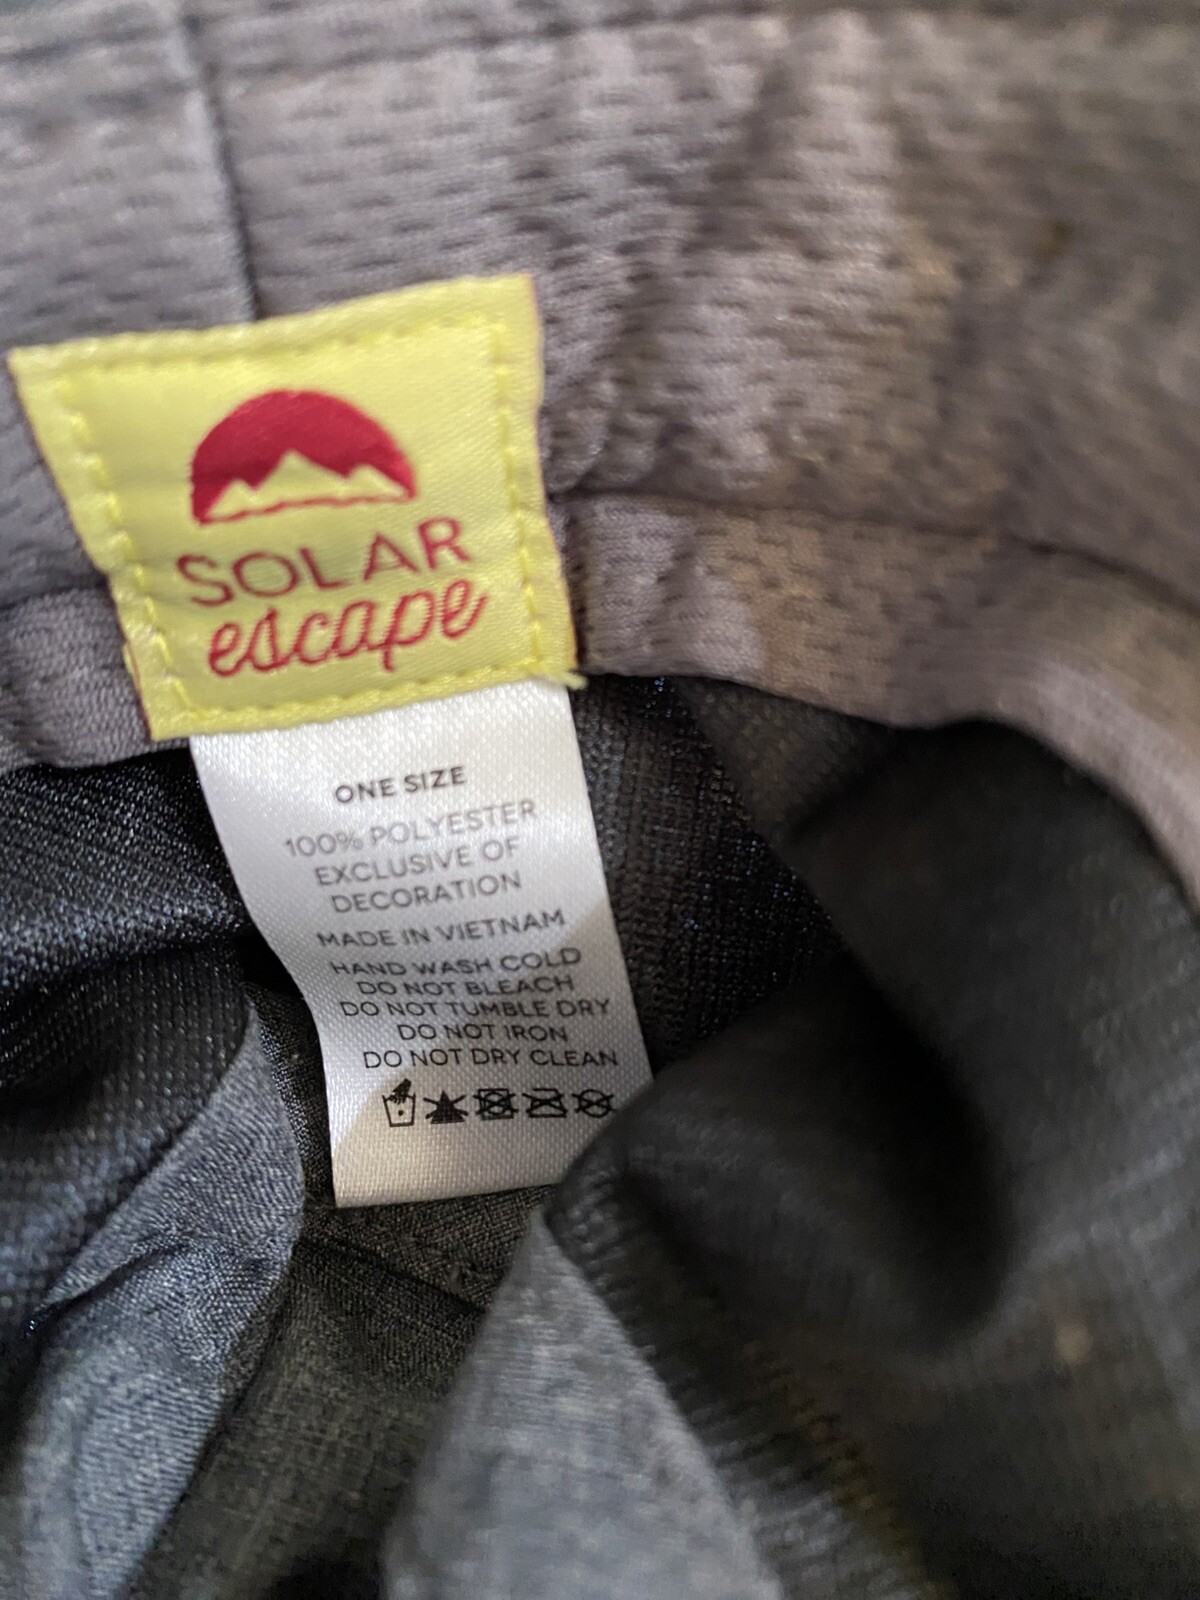 SOLAR
escape
ONE SIZE
100% POLYESTER
EXCLUSIVE OF
DECORATION
MADE IN VIETNAM
HAND WASH COLD
DO NOT BLEACH
DO NOT TUMBLE DRY
DO NOT IRON
DO NOT DRY CLEAN